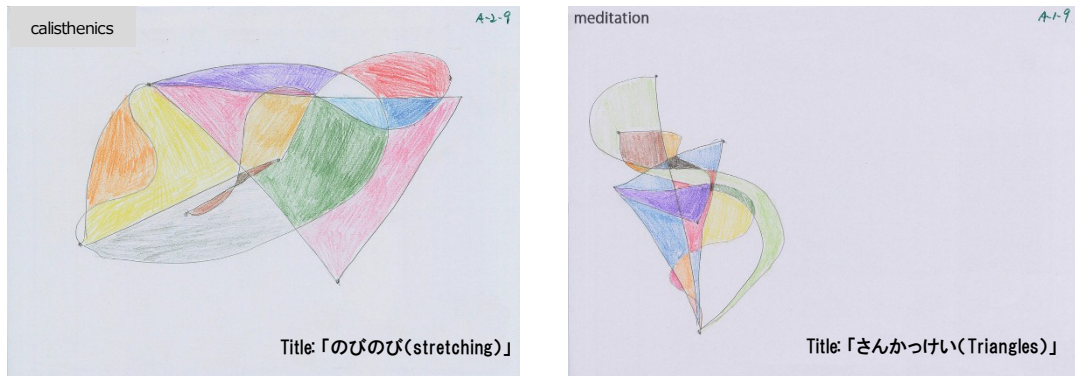 calisthenics
A-2-9
Title:「のびのび(stretching)」
meditation
A-1-9
Title:「さんかっけい(Triangles)」